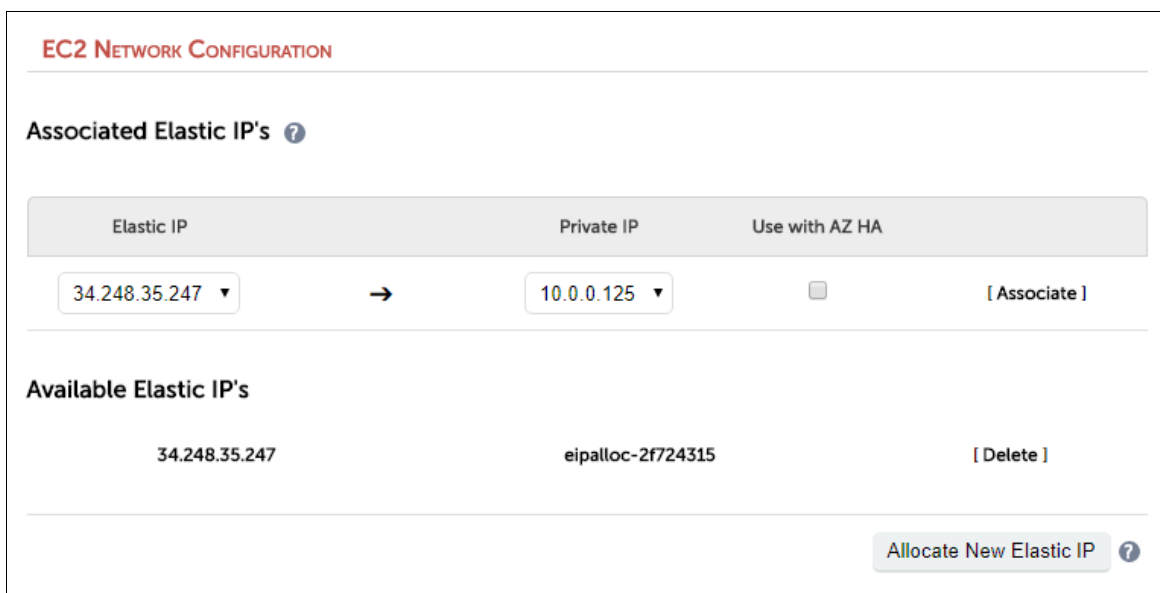 EC2 NETWORK CONFIGURATION
Associated Elastic IP's ?
Elastic IP Private IP Use with AZ HA
34.248.35.247 ▼ → 10.0.0.125 ▼ [ Associate ]
Available Elastic IP's
34.248.35.247 eipalloc-2f724315 [ Delete ]
Allocate New Elastic IP ?